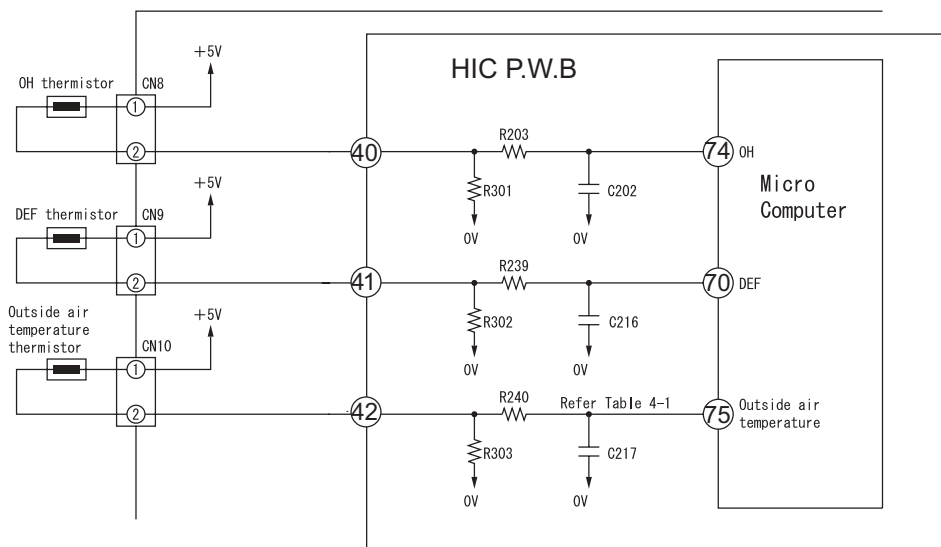 HIC P.W.B
+5V
OH thermistor
CN8
1
2
40
R203
R301
0V
C202
0V
74
OH
Micro
Computer
+5V
DEF thermistor
CN9
1
2
41
R239
R302
0V
C216
0V
70
DEF
Outside air
temperature
thermistor
+5V
CN10
1
2
42
R240
Refer Table 4-1
R303
0V
C217
0V
75
Outside air
temperature